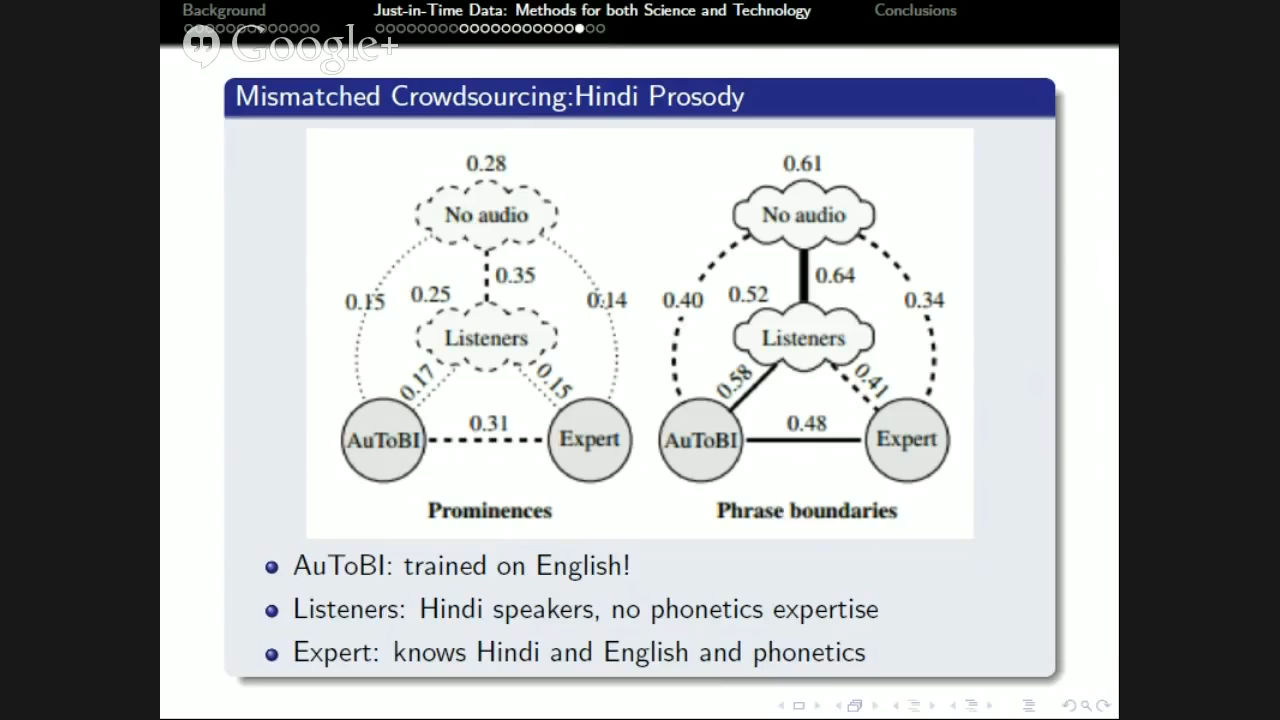 Background
Just-in-Time Data: Methods for both Science and Technology
Conclusions
Google+
Mismatched Crowdsourcing:Hindi Prosody
0.28
No audio
0.35
0.15
0.25
0.14
Listeners
0.17
0.15
AuToBI
0.31
Expert
Prominences
0.61
No audio
0.64
0.40
0.52
0.34
Listeners
0.58
0.41
AuToBI
0.48
Expert
Phrase boundaries
AuToBI: trained on English!
Listeners: Hindi speakers, no phonetics expertise
Expert: knows Hindi and English and phonetics